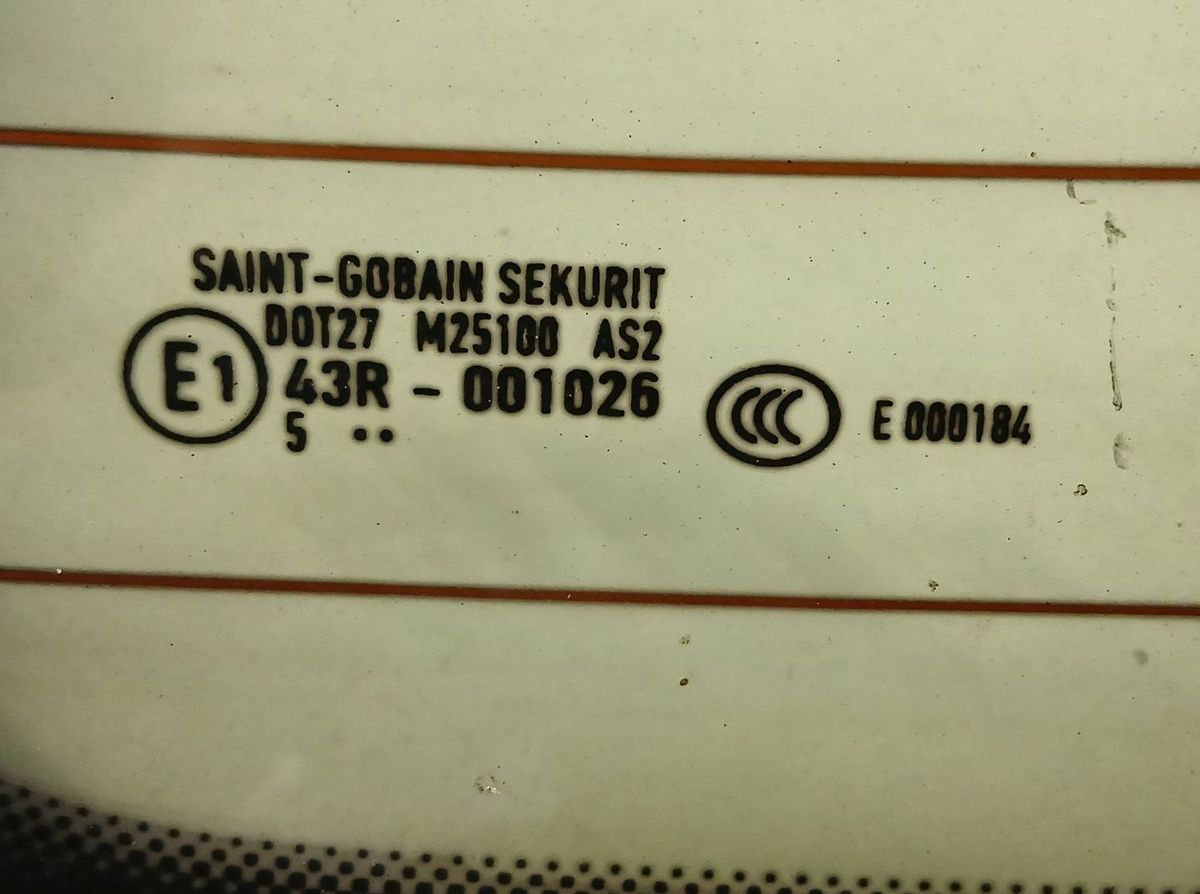 SAINT-GOBAIN SEKURIT
DOT27 M25100 AS2
E1 43R - 001026
5 ••
CCC E 000184